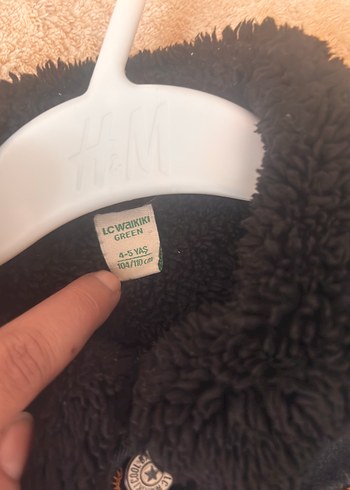 H&M
LC WAIKIKI
GREEN
4-5 YAŞ
104/110 cm